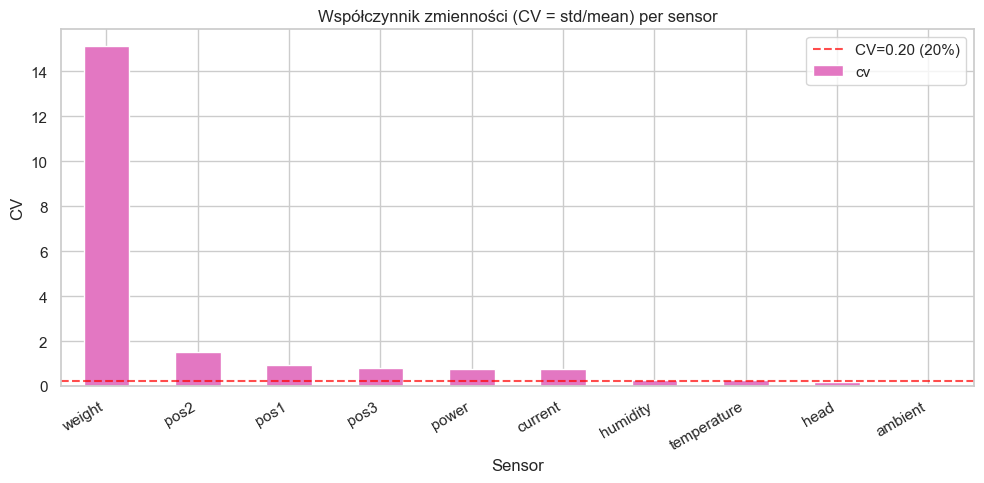 Współczynnik zmienności (CV = std/mean) per sensor
CV=0.20 (20%)
cv
14
12
10
8
6
4
2
0
CV
weight
pos2
pos1
pos3
power
current
humidity
temperature
head
ambient
Sensor